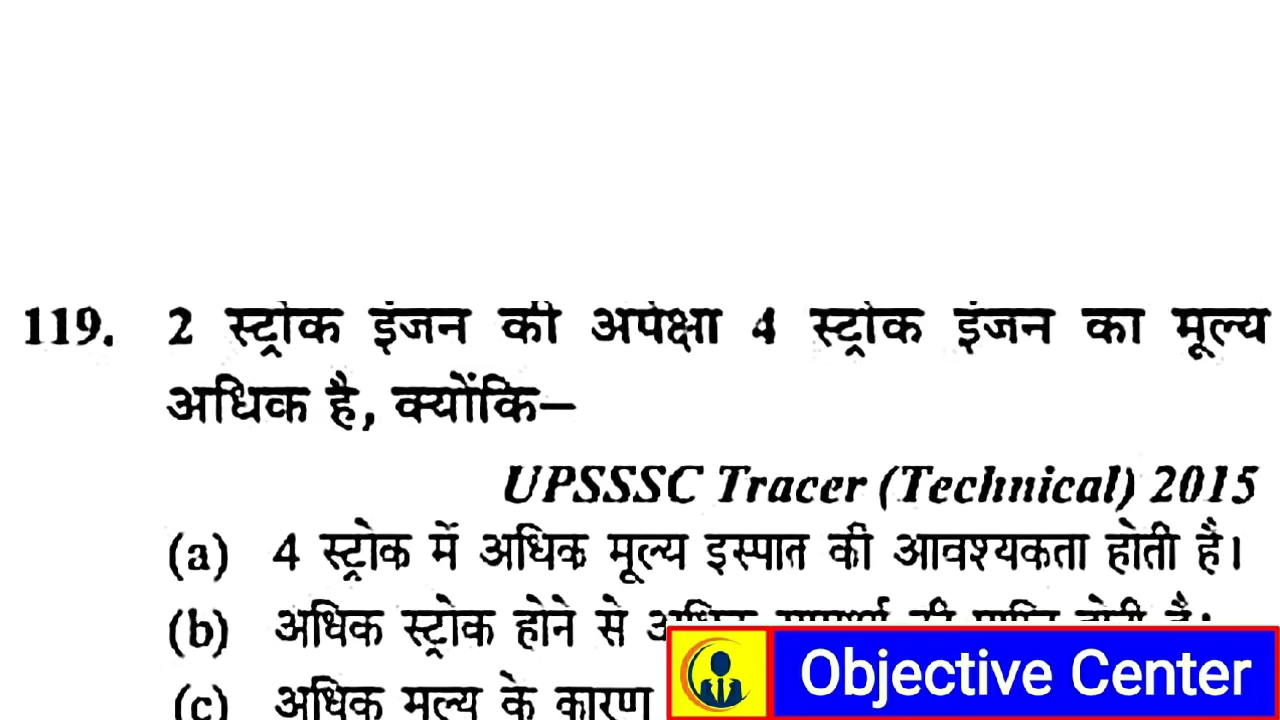 119. 2 स्ट्रोक इंजन की अपेक्षा 4 स्ट्रोक इंजन का मूल्य
अधिक है, क्योंकि–
UPSSSC Tracer (Technical) 2015
(a) 4 स्ट्रोक में अधिक मूल्य इस्पात की आवश्यकता होती है।
(b) अधिक स्ट्रोक होने से अधिक की होती है
(c) अधिक मूल्य के कारण
Objective Center